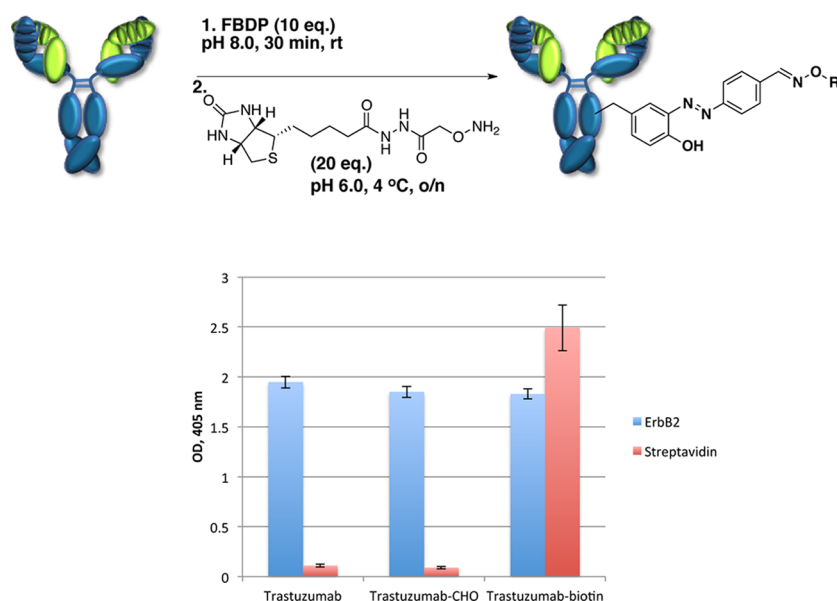 1. FBDP (10 eq.)
pH 8.0, 30 min, rt
2.
O
NH
HN
H
H
S
O
N
H
H
N
O
O
NH₂
(20 eq.)
pH 6.0, 4 ºC, o/n
N
N
OH
N
O
R
3
2.5
2
1.5
1
0.5
0
OD, 405 nm
Trastuzumab
Trastuzumab-CHO
Trastuzumab-biotin
ErbB2
Streptavidin